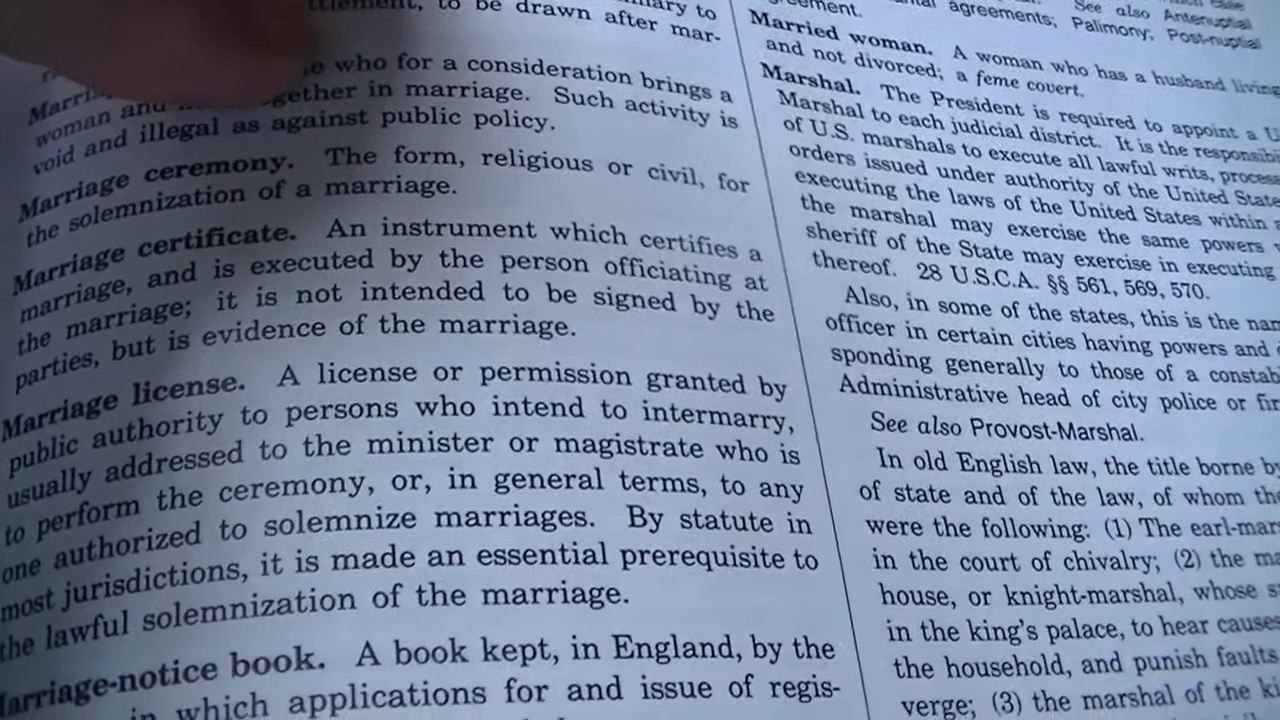 to be drawn after mar-
who for a consideration brings a
woman and together in marriage. Such activity is
void and illegal as against public policy.
Marriage ceremony. The form, religious or civil, for
the solemnization of a marriage.
Marriage certificate. An instrument which certifies a
marriage, and is executed by the person officiating at
the marriage; it is not intended to be signed by the
parties, but is evidence of the marriage.
Marriage license. A license or permission granted by
public authority to persons who intend to intermarry,
usually addressed to the minister or magistrate who is
to perform the ceremony, or, in general terms, to any
one authorized to solemnize marriages. By statute in
most jurisdictions, it is made an essential prerequisite to
the lawful solemnization of the marriage.
Marriage-notice book. A book kept, in England, by the
in which applications for and issue of regis-
agreements; Palimony; Post-nuptial
See also Antenuptial
Married woman. A woman who has a husband living
and not divorced; a feme covert.
Marshal. The President is required to appoint a U
Marshal to each judicial district. It is the
of U.S. marshals to execute all lawful writs,
orders issued under authority of the United
executing the laws of the United States within
the marshal may exercise the same powers
sheriff of the State may exercise in executing
thereof. 28 U.S.C.A. §§ 561, 569, 570.
Also, in some of the states, this is the
officer in certain cities having powers and
sponding generally to those of a
Administrative head of city police or
See also Provost-Marshal.
In old English law, the title borne by
of state and of the law, of whom
were the following: (1) The
in the court of chivalry; (2) the
house, or knight-marshal, whose
in the king's palace, to hear causes
the household, and punish faults
verge; (3) the marshal of the